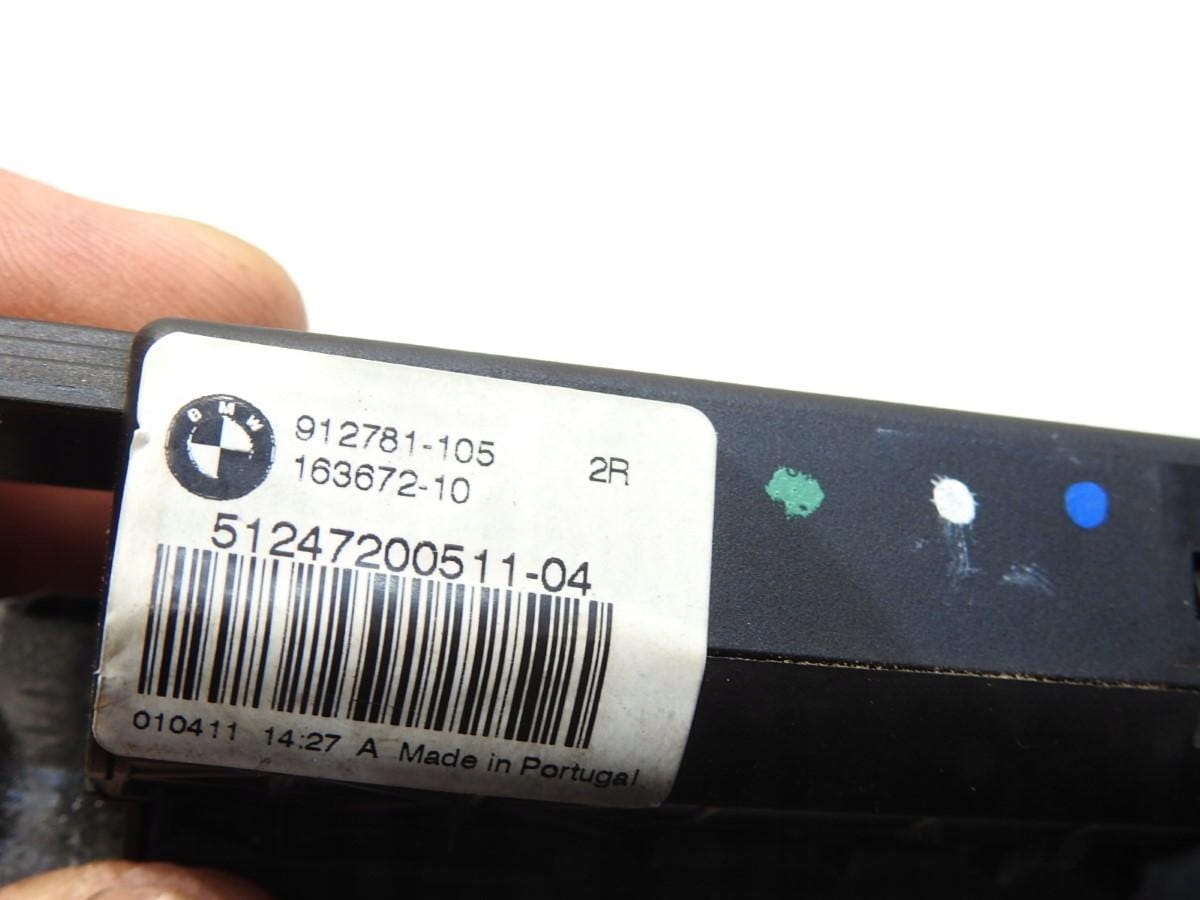 BMW
912781-105
2R
163672-10
51247200511-04
010411 14:27 A Made in Portugal